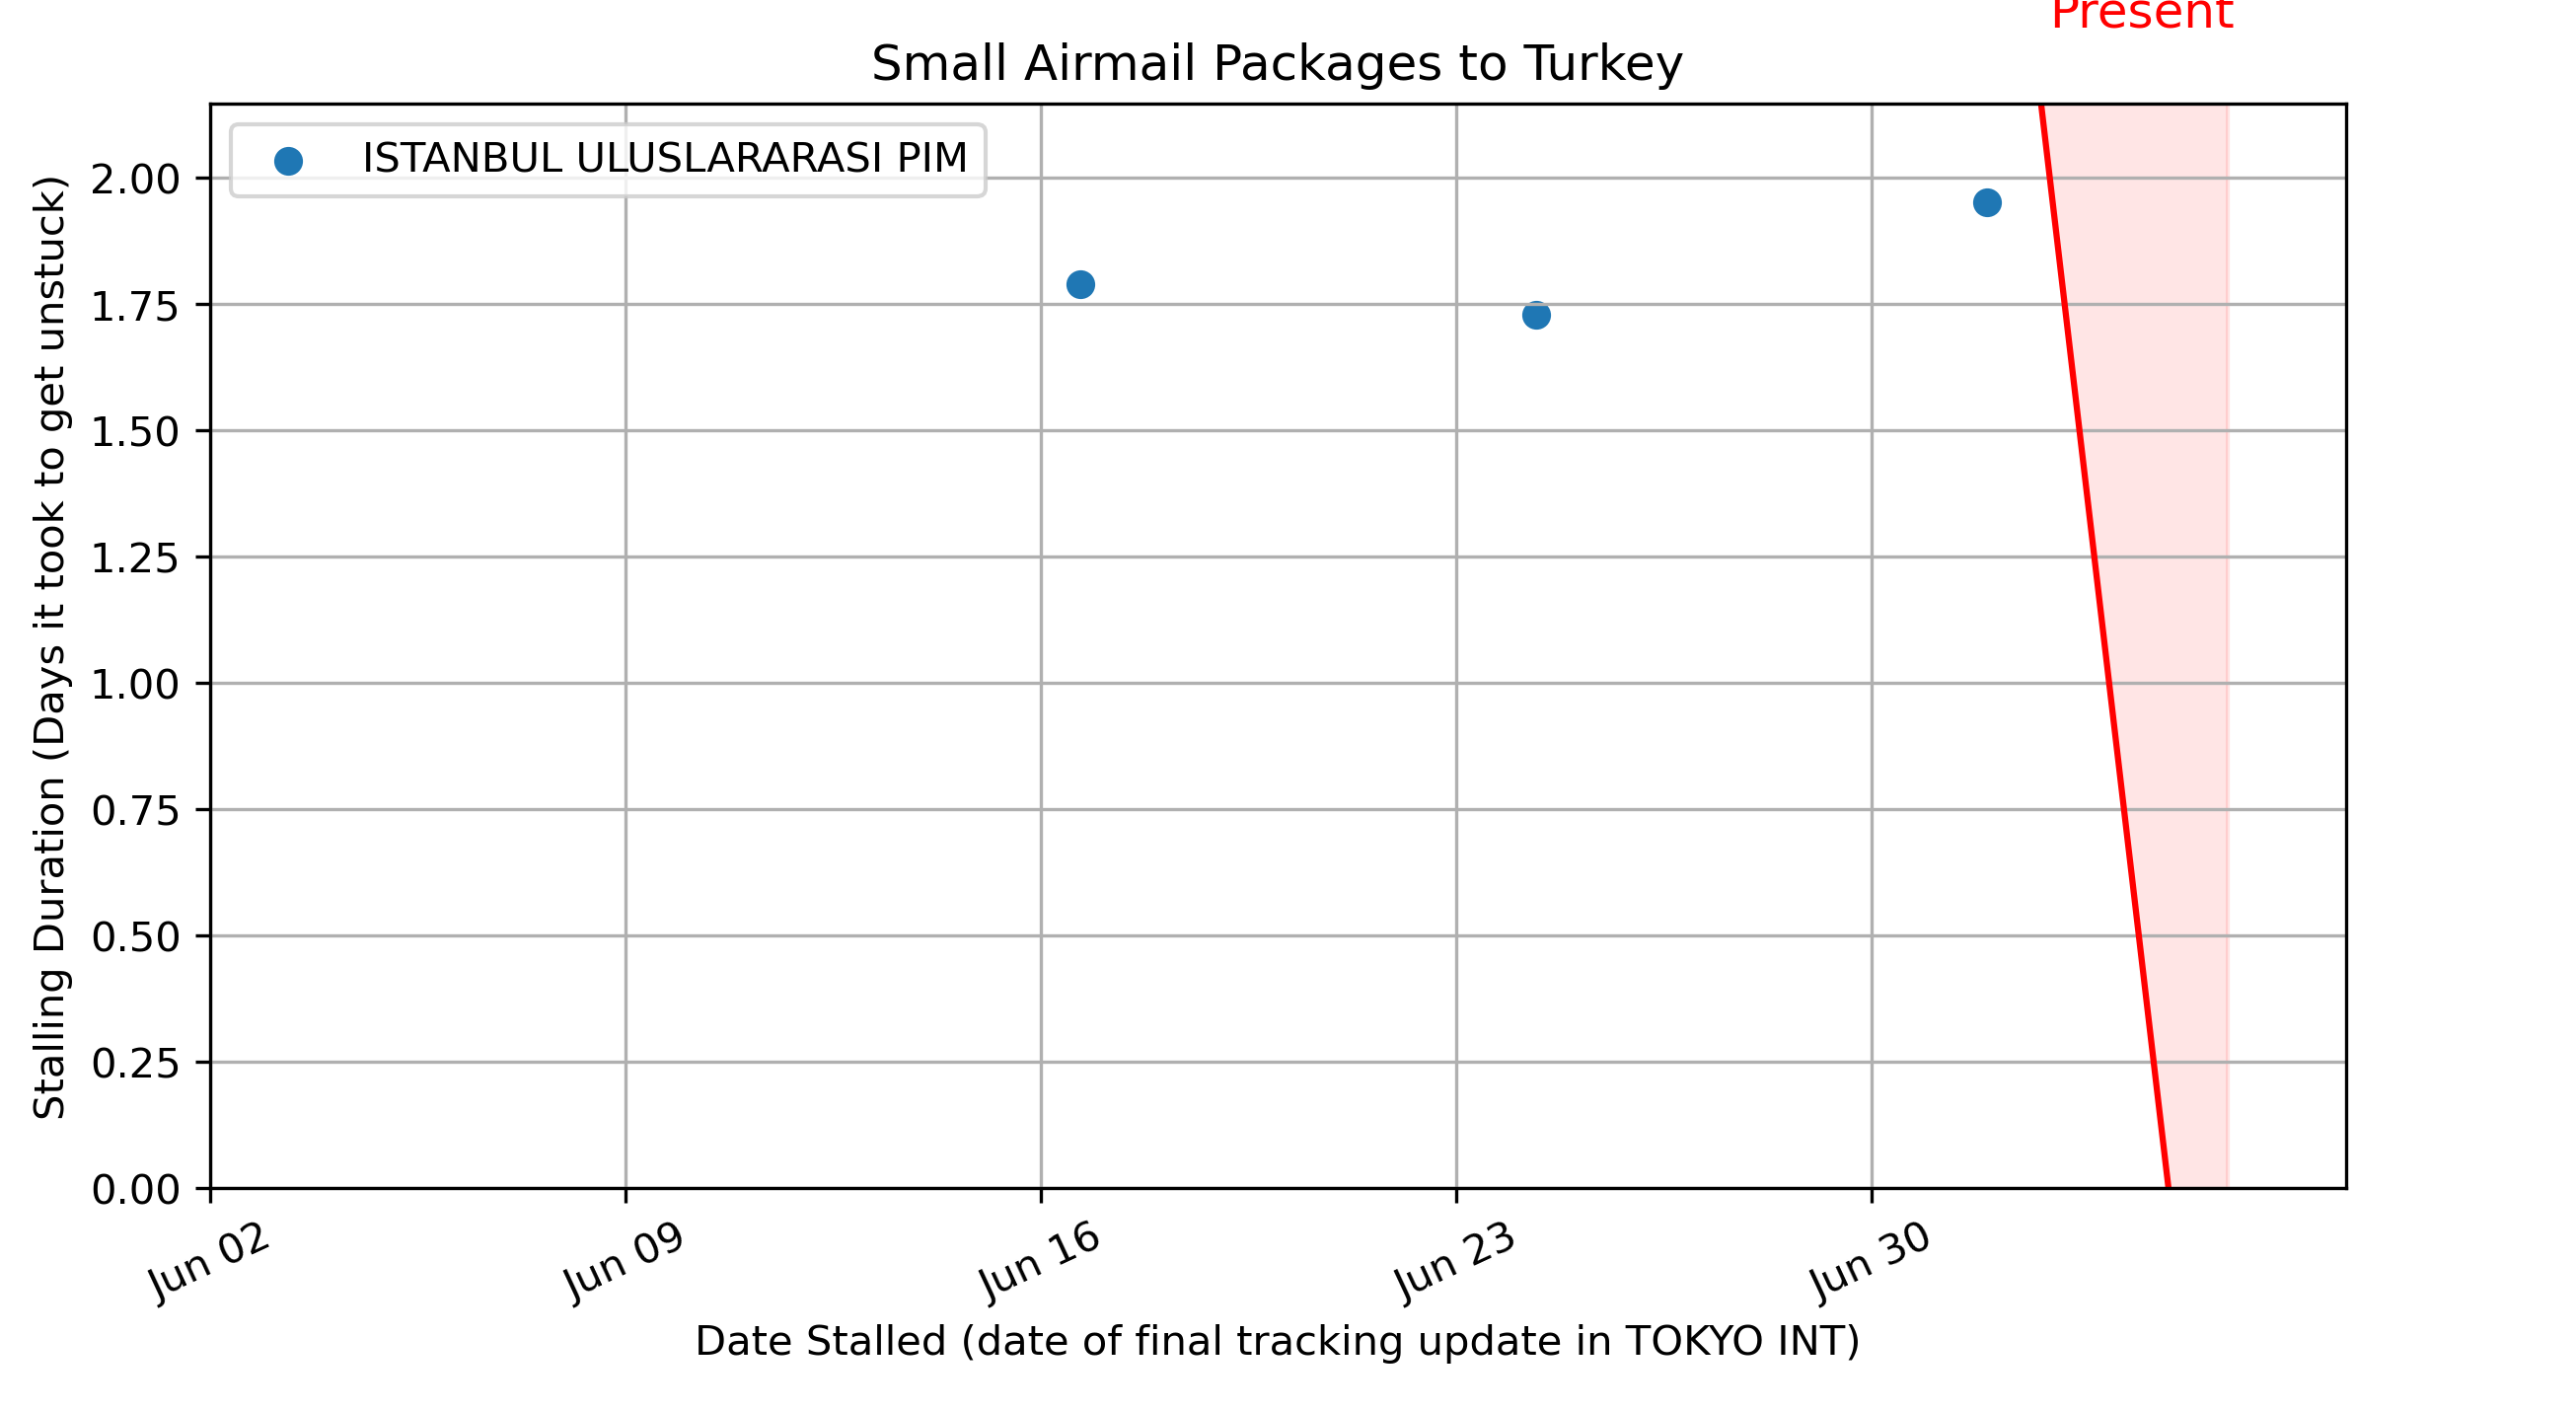 Present
Small Airmail Packages to Turkey
ISTANBUL ULUSLARARASI PIM
Stalling Duration (Days it took to get unstuck)
2.00
1.75
1.50
1.25
1.00
0.75
0.50
0.25
0.00
Jun 02
Jun 09
Jun 16
Jun 23
Jun 30
Date Stalled (date of final tracking update in TOKYO INT)